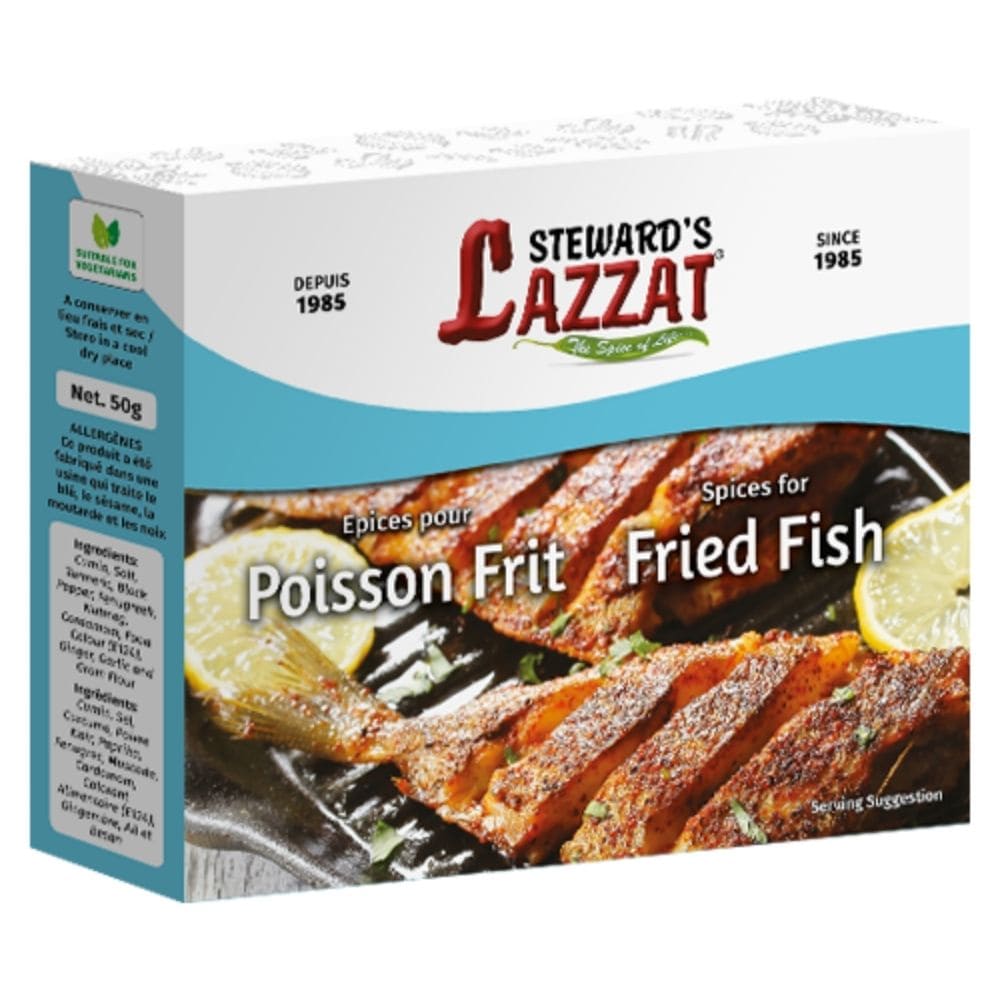 SUITABLE FOR
VEGETARIANS
A conserver en
lieu frais et sec /
Store in a cool
dry place
Net. 50g
ALLERGÈNES
Ce produit a été
fabriqué dans une
usine qui traite le
blé, le sésame, la
moutarde et les noix
Ingredients:
Cumin, Salt,
Turmeric, Black
Pepper, Fenugreek,
Nutmeg,
Cardamom, Food
Colour (E124),
Ginger, Garlic and
Gram Flour
Ingrédients:
Cumin, Sel,
Curcuma, Poivre
Noir, Paprika,
Fenugrec, Muscade,
Cardamom,
Colorant
Alimentaire (E124),
Gingembre, Ail et
Besan
DEPUIS
1985
STEWARD'S
LAZZAT®
The Spice of Life...
SINCE
1985
Epices pour
Poisson Frit
Spices for
Fried Fish
Serving Suggestion